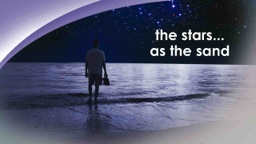 the stars...
as the sand